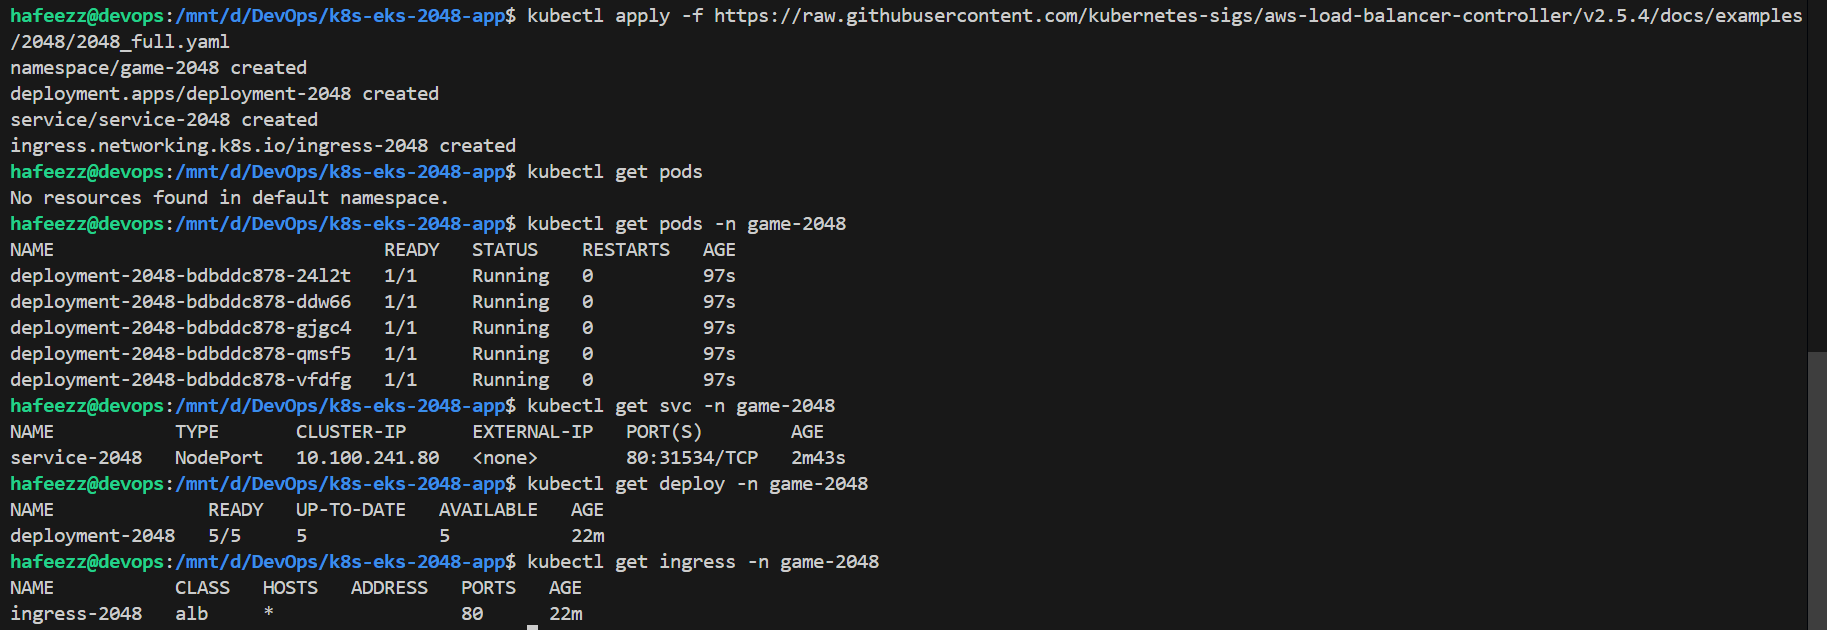 hafeezz@devops:/mnt/d/DevOps/k8s-eks-2048-app$ kubectl apply -f https://raw.githubusercontent.com/kubernetes-sigs/aws-load-balancer-controller/v2.5.4/docs/examples
/2048/2048_full.yaml
namespace/game-2048 created
deployment.apps/deployment-2048 created
service/service-2048 created
ingress.networking.k8s.io/ingress-2048 created
hafeezz@devops:/mnt/d/DevOps/k8s-eks-2048-app$ kubectl get pods
No resources found in default namespace.
hafeezz@devops:/mnt/d/DevOps/k8s-eks-2048-app$ kubectl get pods -n game-2048
NAME                              READY   STATUS    RESTARTS   AGE
deployment-2048-bdbddc878-24l2t   1/1     Running   0          97s
deployment-2048-bdbddc878-ddw66   1/1     Running   0          97s
deployment-2048-bdbddc878-gjgc4   1/1     Running   0          97s
deployment-2048-bdbddc878-qmsf5   1/1     Running   0          97s
deployment-2048-bdbddc878-vfdfg   1/1     Running   0          97s
hafeezz@devops:/mnt/d/DevOps/k8s-eks-2048-app$ kubectl get svc -n game-2048
NAME           TYPE       CLUSTER-IP      EXTERNAL-IP   PORT(S)        AGE
service-2048   NodePort   10.100.241.80   <none>        80:31534/TCP   2m43s
hafeezz@devops:/mnt/d/DevOps/k8s-eks-2048-app$ kubectl get deploy -n game-2048
NAME              READY   UP-TO-DATE   AVAILABLE   AGE
deployment-2048   5/5     5            5           22m
hafeezz@devops:/mnt/d/DevOps/k8s-eks-2048-app$ kubectl get ingress -n game-2048
NAME           CLASS   HOSTS   ADDRESS   PORTS   AGE
ingress-2048   alb     *                 80      22m